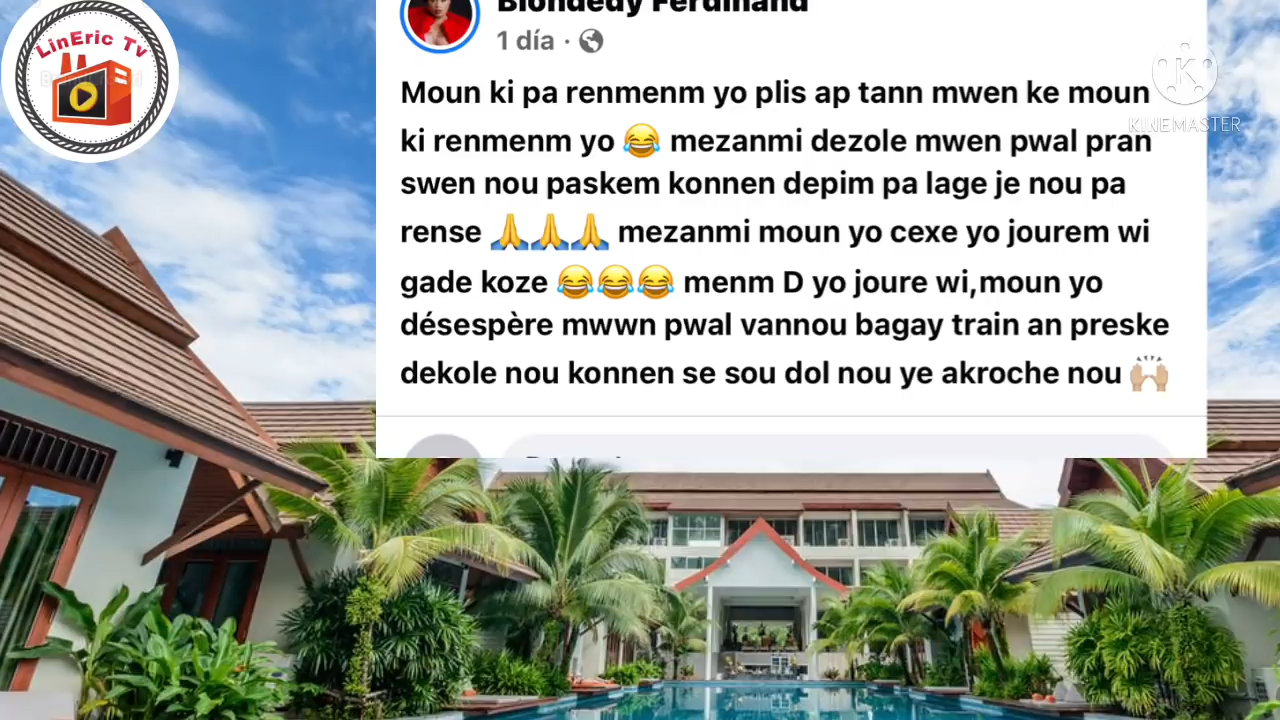 LinEric Tv
Blondedy Ferdinand
1 día ·
Moun ki pa renmenm yo plis ap tann mwen ke moun
ki renmenm yo 😂 mezanmi dezole mwen pwal pran
swen nou paskem konnen depim pa lage je nou pa
rense 🙏🙏🙏 mezanmi moun yo cexe yo jourem wi
gade koze 😂😂😂 menm D yo joure wi,moun yo
désespère mwwn pwal vannou bagay train an preske
dekole nou konnen se sou dol nou ye akroche nou 🙌🏼
K
KINEMASTER